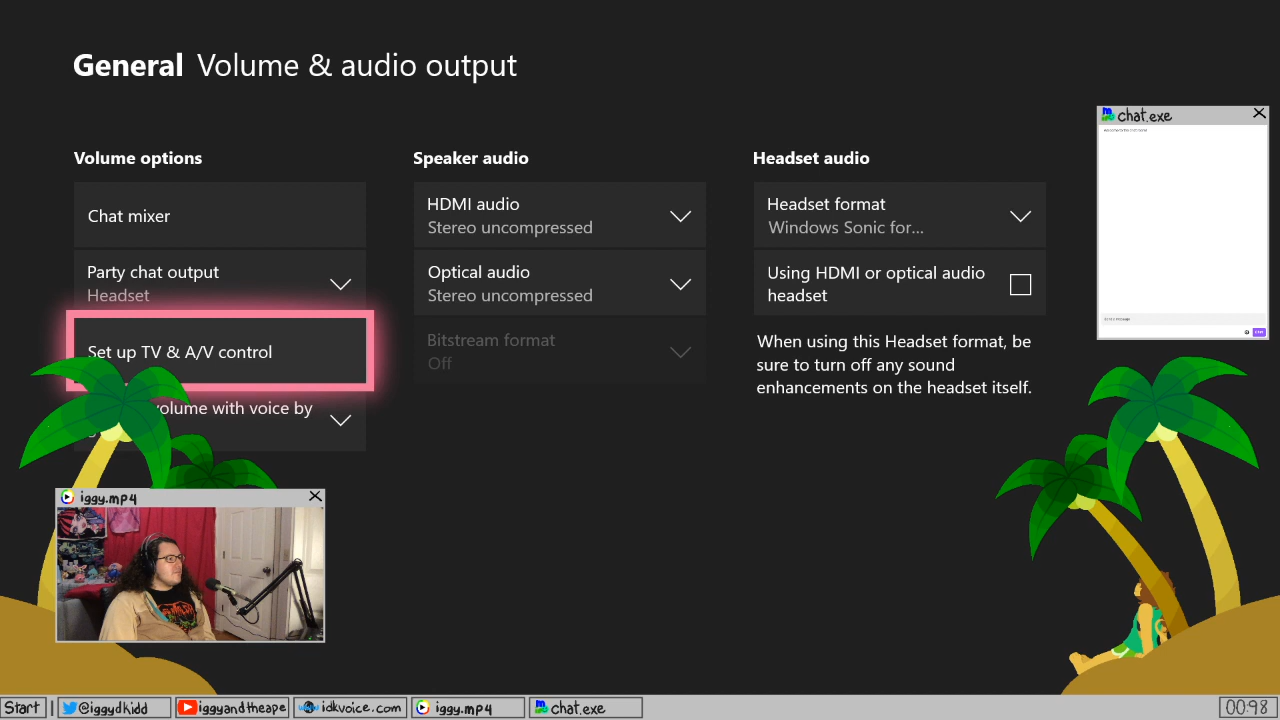 General Volume & audio output
Volume options
Chat mixer
Party chat output
Headset
Set up TV & A/V control
volume with voice by
Speaker audio
HDMI audio
Stereo uncompressed
Optical audio
Stereo uncompressed
Bitstream format
Off
Headset audio
Headset format
Windows Sonic for...
Using HDMI or optical audio
headset
When using this Headset format, be
sure to turn off any sound
enhancements on the headset itself.
chat.exe
iggy.mp4
Start
@iggydkidd
iggyandtheape
www idkvoice.com
iggy.mp4
chat.exe
00:98